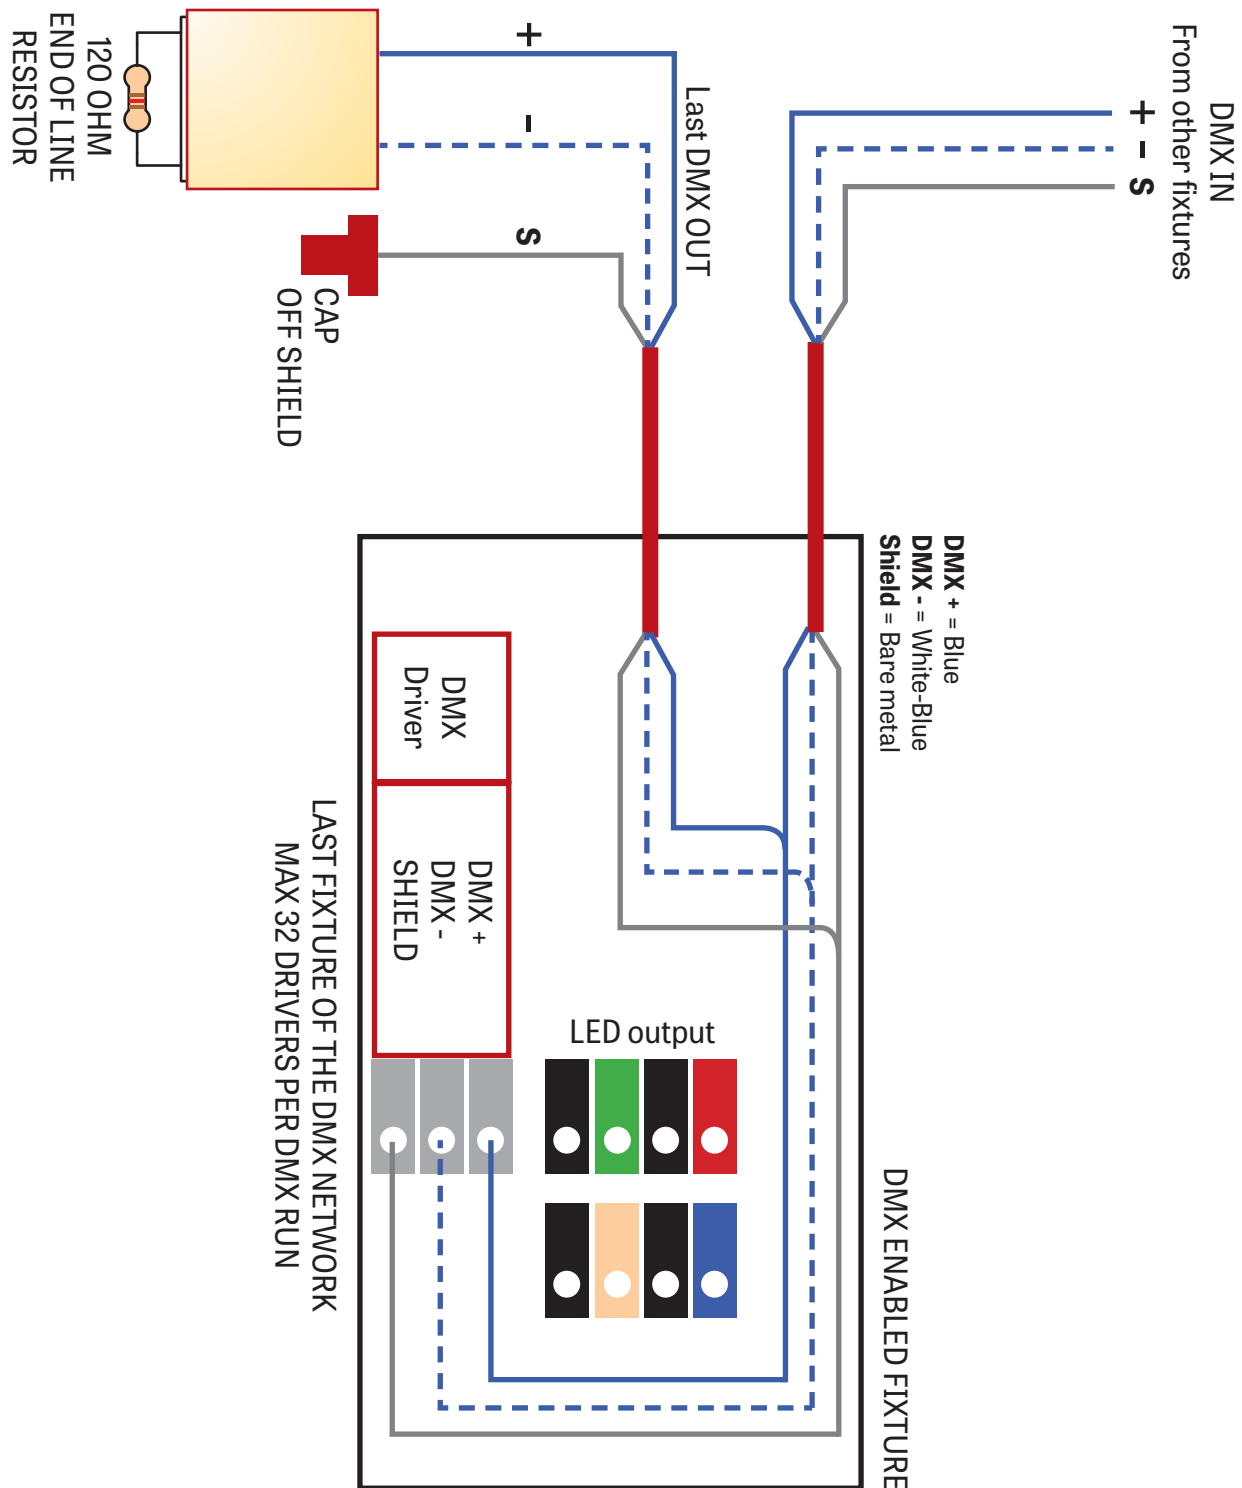 DMX IN
From other fixtures
+
-
S
Last DMX OUT
+
-
S
120 OHM
END OF LINE
RESISTOR
CAP
OFF SHIELD
DMX + = Blue
DMX - = White-Blue
Shield = Bare metal
DMX
Driver
DMX +
DMX -
SHIELD
LED output
DMX ENABLED FIXTURE
LAST FIXTURE OF THE DMX NETWORK
MAX 32 DRIVERS PER DMX RUN